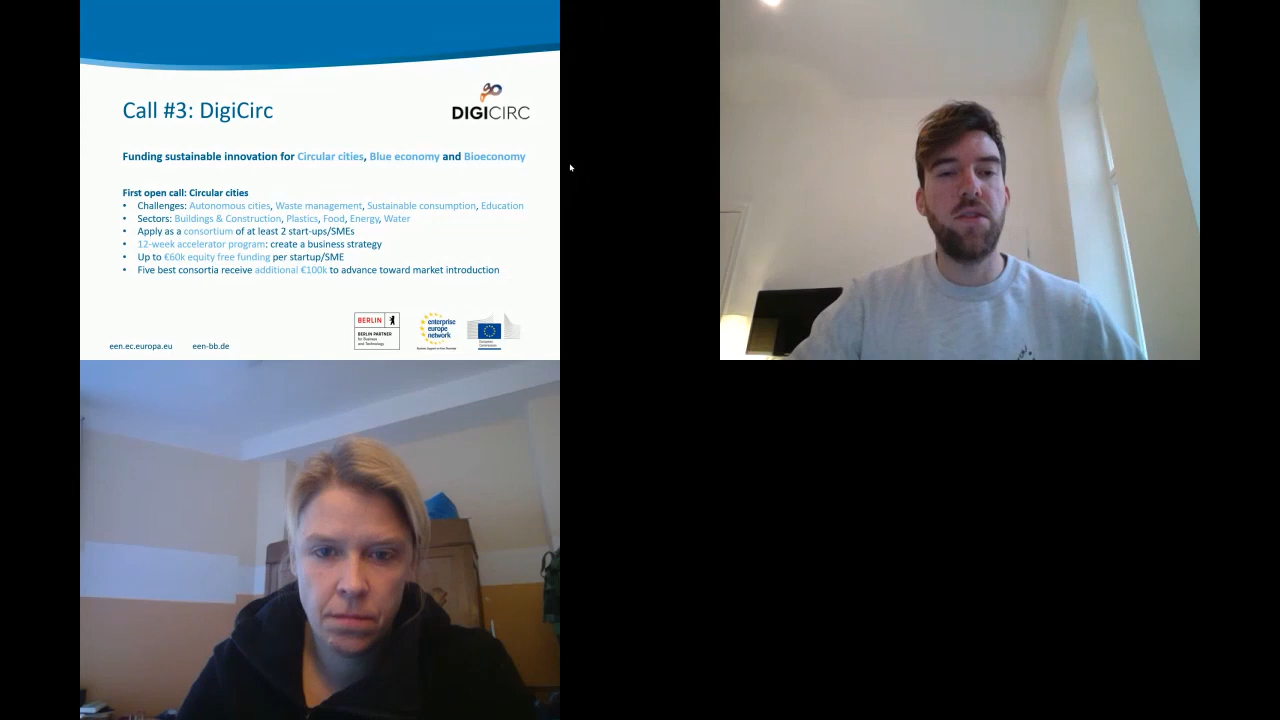 Call #3: DigiCirc
DIGICIRC
Funding sustainable innovation for Circular cities, Blue economy and Bioeconomy
First open call: Circular cities
• Challenges: Autonomous cities, Waste management, Sustainable consumption, Education
• Sectors: Buildings & Construction, Plastics, Food, Energy, Water
• Apply as a consortium of at least 2 start-ups/SMEs
• 12-week accelerator program: create a business strategy
• Up to €60k equity free funding per startup/SME
• Five best consortia receive additional €100k to advance toward market introduction
BERLIN
BERLIN PARTNER
for Business
and Technology
enterprise
europe
network
European
Commission
een.ec.europa.eu een-bb.de